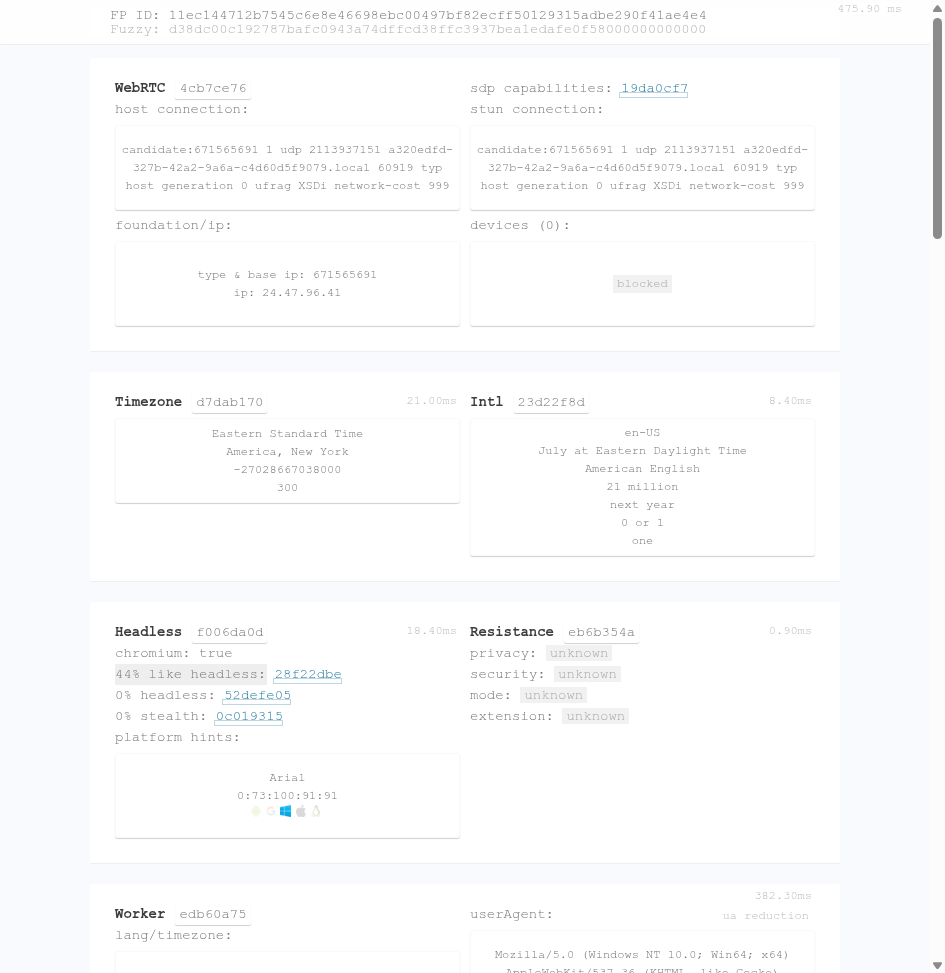 FP ID: 11ec144712b7545c6e8e46698ebc00497bf82ecff50129315adbe290f41ae4e4
475.90 ms
Fuzzy: d38dc00c192787bafc0943a74dffcd38ffc3937bea1edafe0f58000000000000
WebRTC 4cb7ce76
host connection:
candidate:671565691 1 udp 2113937151 a320edfd-
327b-42a2-9a6a-c4d60d5f9079.local 60919 typ
host generation 0 ufrag XSDi network-cost 999
foundation/ip:
type & base ip: 671565691
ip: 24.47.96.41
sdp capabilities: 19da0cf7
stun connection:
candidate:671565691 1 udp 2113937151 a320edfd-
327b-42a2-9a6a-c4d60d5f9079.local 60919 typ
host generation 0 ufrag XSDi network-cost 999
devices (0):
blocked
Timezone d7dab170 21.00ms
Eastern Standard Time
America, New York
-27028667038000
300
Intl 23d22f8d 8.40ms
en-US
July at Eastern Daylight Time
American English
21 million
next year
0 or 1
one
Headless f006da0d 18.40ms
chromium: true
44% like headless: 28f22dbe
0% headless: 52defe05
0% stealth: 0c019315
platform hints:
Arial
0:73:100:91:91
Resistance eb6b354a 0.90ms
privacy: unknown
security: unknown
mode: unknown
extension: unknown
Worker edb60a75
lang/timezone:
382.30ms
userAgent: ua reduction
Mozilla/5.0 (Windows NT 10.0; Win64; x64)
AppleWebKit/537.36 (KHTML, like Gecko)